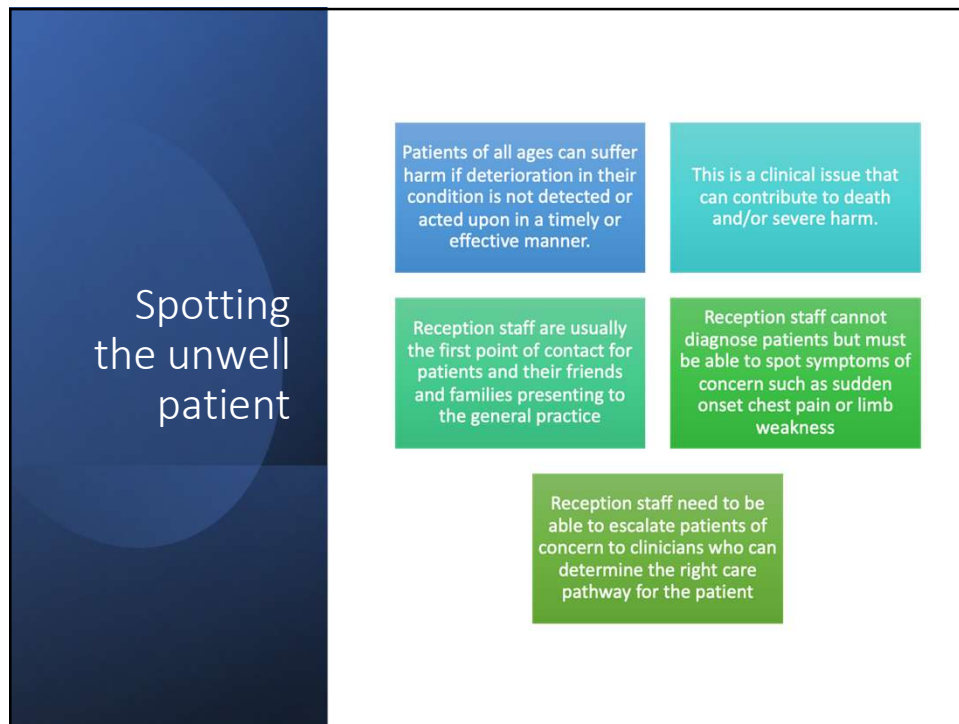 Spotting
the unwell
patient
Patients of all ages can suffer
harm if deterioration in their
condition is not detected or
acted upon in a timely or
effective manner.
This is a clinical issue that
can contribute to death
and/or severe harm.
Reception staff are usually
the first point of contact for
patients and their friends
and families presenting to
the general practice
Reception staff cannot
diagnose patients but must
be able to spot symptoms of
concern such as sudden
onset chest pain or limb
weakness
Reception staff need to be
able to escalate patients of
concern to clinicians who can
determine the right care
pathway for the patient